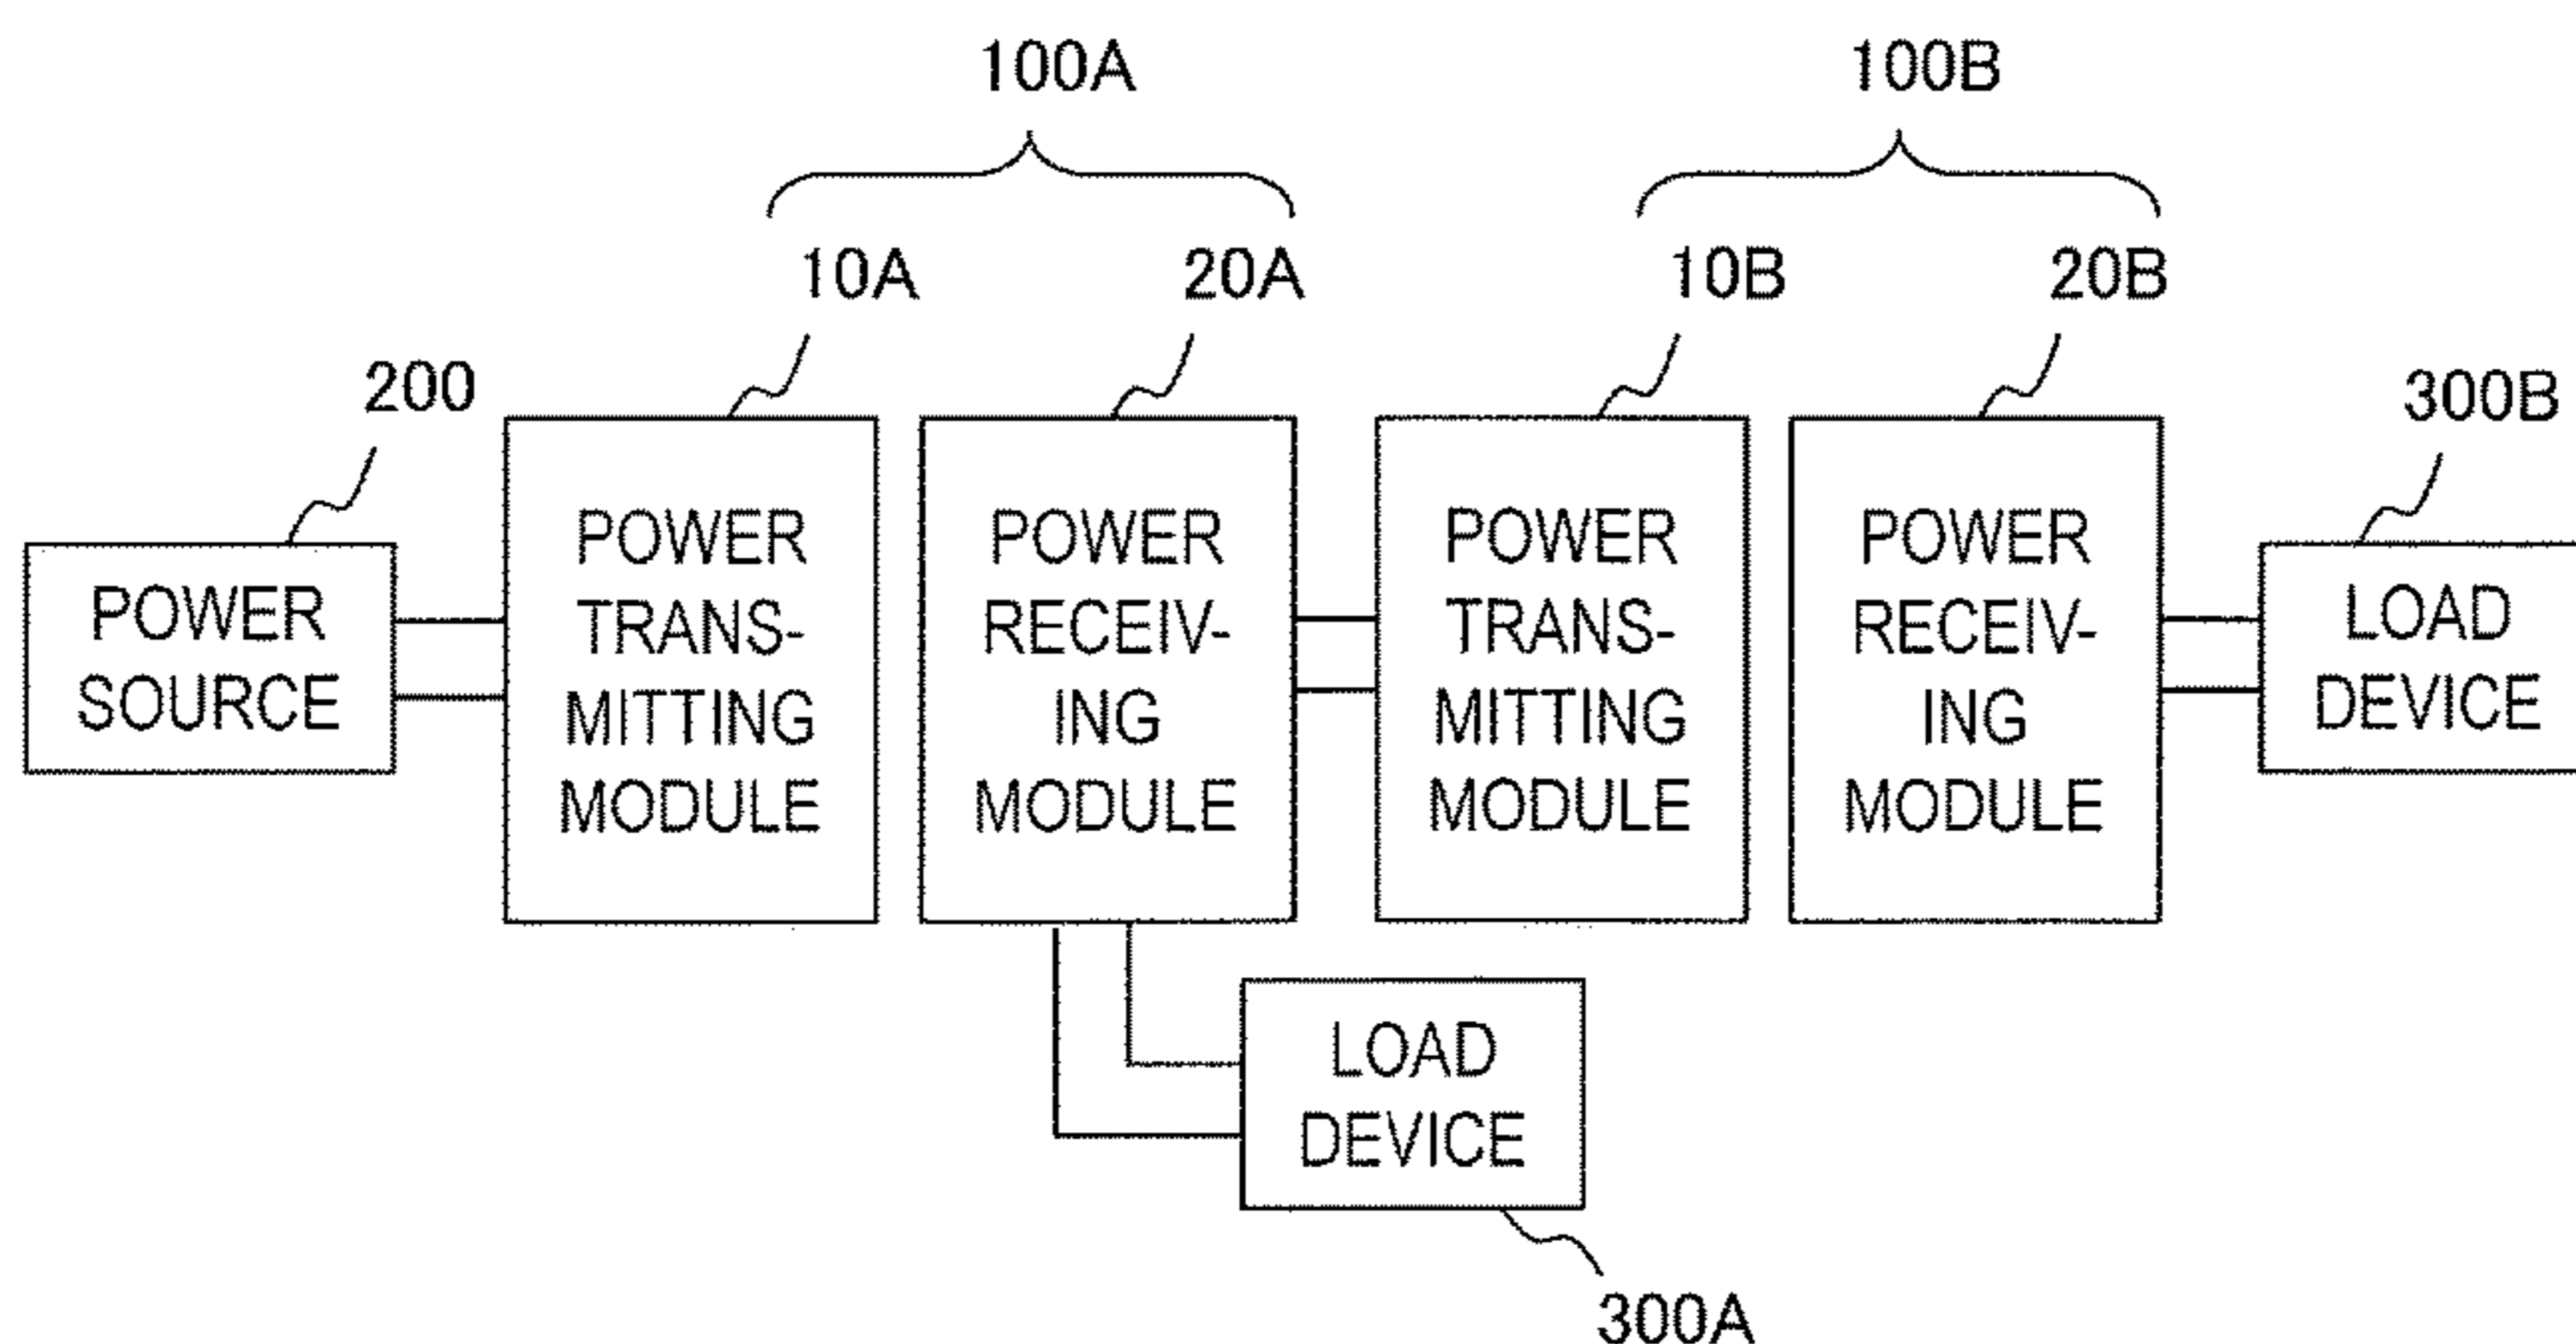 100A
100B
10A
20A
10B
20B
200
300B
POWER
SOURCE
POWER
TRANS-
MITTING
MODULE
POWER
RECEIV-
ING
MODULE
POWER
TRANS-
MITTING
MODULE
POWER
RECEIV-
ING
MODULE
LOAD
DEVICE
LOAD
DEVICE
300A